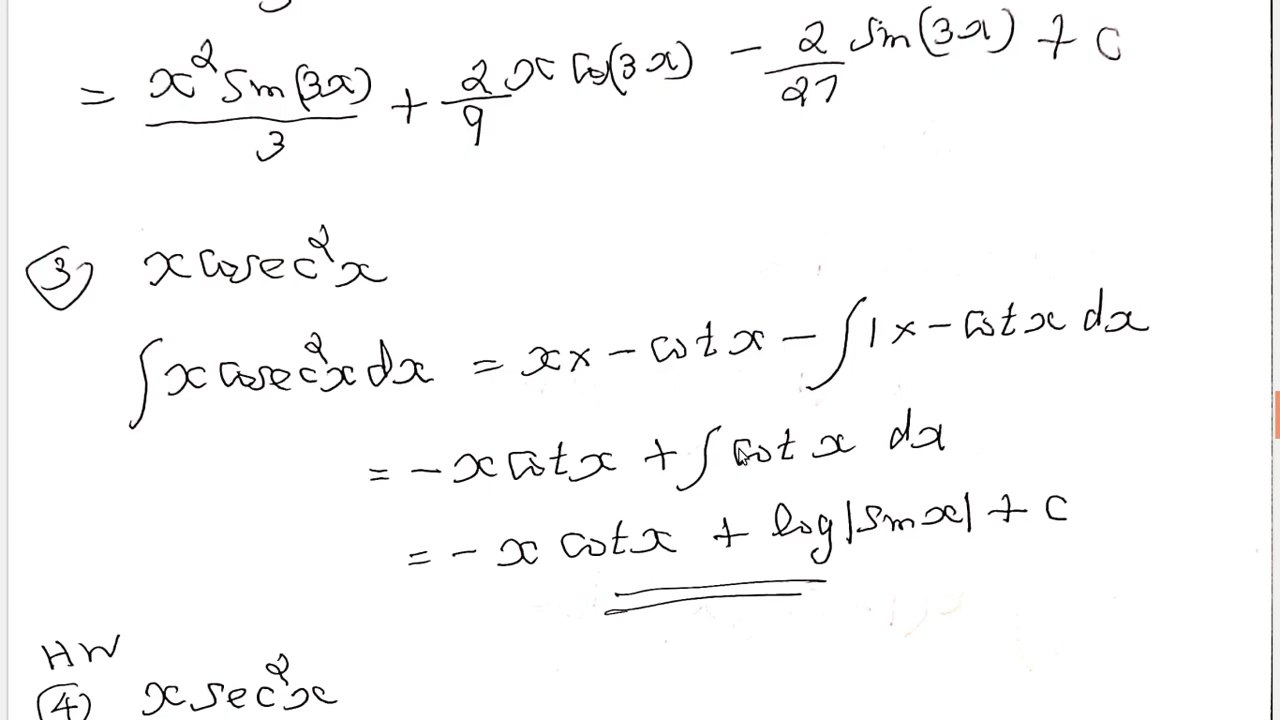 = x² sin(3x)/3 + 2/9 x cos(3x) − 2/27 sin(3x) + c
③ x cosec²x
∫ x cosec²x dx = x × − cot x − ∫ 1 × − cot x dx
= − x cot x + ∫ cot x dx
= − x cot x + log|sin x| + c
HW
④ x sec²x